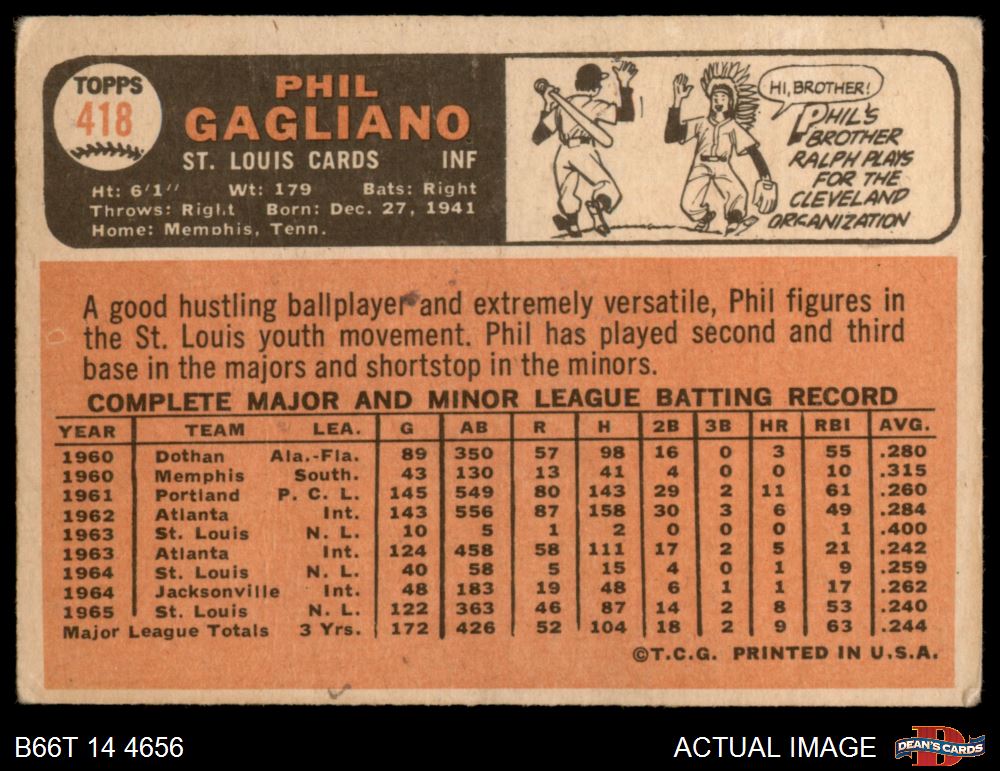 TOPPS
418
PHIL
GAGLIANO
ST. LOUIS CARDS INF
Ht: 6'1" Wt: 179 Bats: Right
Throws: Right Born: Dec. 27, 1941
Home: Memphis, Tenn.
HI, BROTHER!
PHIL'S
BROTHER
RALPH PLAYS
FOR THE
CLEVELAND
ORGANIZATION
A good hustling ballplayer and extremely versatile, Phil figures in
the St. Louis youth movement. Phil has played second and third
base in the majors and shortstop in the minors.
COMPLETE MAJOR AND MINOR LEAGUE BATTING RECORD
YEAR TEAM LEA. G AB R H 2B 3B HR RBI AVG.
1960 Dothan Ala.-Fla. 89 350 57 98 16 0 3 55 .280
1960 Memphis South. 43 130 13 41 4 0 0 10 .315
1961 Portland P. C. L. 145 549 80 143 29 2 11 61 .260
1962 Atlanta Int. 143 556 87 158 30 3 6 49 .284
1963 St. Louis N. L. 10 5 1 2 0 0 0 1 .400
1963 Atlanta Int. 124 458 58 111 17 2 5 21 .242
1964 St. Louis N. L. 40 58 5 15 4 0 1 9 .259
1964 Jacksonville Int. 48 183 19 48 6 1 1 17 .262
1965 St. Louis N. L. 122 363 46 87 14 2 8 53 .240
Major League Totals 3 Yrs. 172 426 52 104 18 2 9 63 .244
©T.C.G. PRINTED IN U.S.A.
B66T 14 4656
ACTUAL IMAGE
D
DEAN'S CARDS